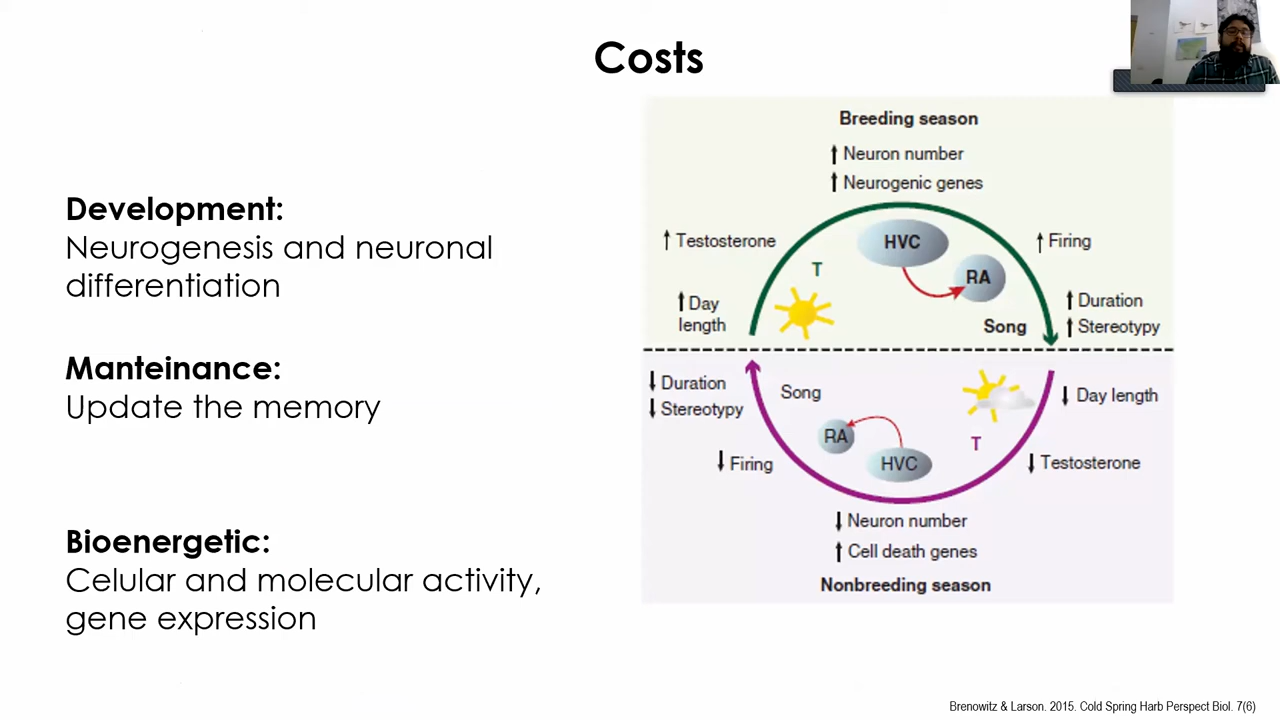 Costs
Development:
Neurogenesis and neuronal
differentiation
Manteinance:
Update the memory
Bioenergetic:
Celular and molecular activity,
gene expression
Breeding season
↑ Neuron number
↑ Neurogenic genes
↑ Testosterone
HVC
↑ Firing
T
RA
↑ Day
length
↑ Duration
Song
↑ Stereotypy
↓ Duration
Song
↓ Day length
↓ Stereotypy
RA
T
↓ Firing
HVC
↓ Testosterone
↓ Neuron number
↑ Cell death genes
Nonbreeding season
Brenowitz & Larson. 2015. Cold Spring Harb Perspect Biol. 7(6)